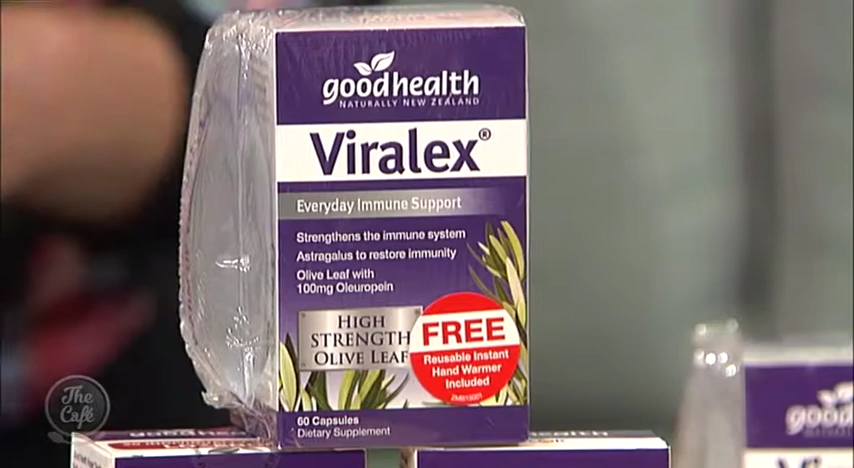 goodhealth
NATURALLY NEW ZEALAND
Viralex®
Everyday Immune Support
Strengthens the immune system
Astragalus to restore immunity
Olive Leaf with
100mg Oleuropein
HIGH
STRENGTH
OLIVE LEAF
FREE
Reusable Instant
Hand Warmer
Included
60 Capsules
Dietary Supplement
The
Café
good